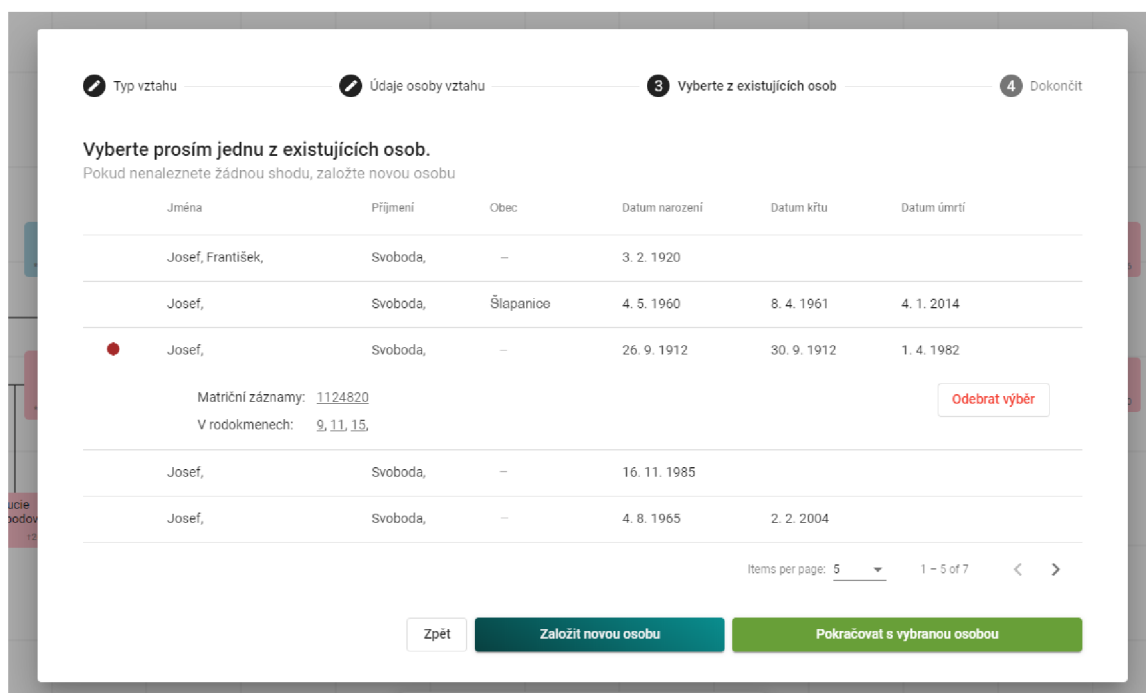 Typ vztahu Údaje osoby vztahu 3 Vyberte z existujících osob 4 Dokončit
Vyberte prosím jednu z existujících osob.
Pokud nenaleznete žádnou shodu, založte novou osobu
Jména Příjmení Obec Datum narození Datum křtu Datum úmrtí
Josef, František, Svoboda, – 3. 2. 1920
Josef, Svoboda, Šlapanice 4. 5. 1960 8. 4. 1961 4. 1. 2014
Josef, Svoboda, – 26. 9. 1912 30. 9. 1912 1. 4. 1982
Matriční záznamy: 1124820 Odebrat výběr
V rodokmenech: 9, 11, 15,
Josef, Svoboda, – 16. 11. 1985
Josef, Svoboda, – 4. 8. 1965 2. 2. 2004
Items per page: 5 1 – 5 of 7
Zpět Založit novou osobu Pokračovat s vybranou osobou